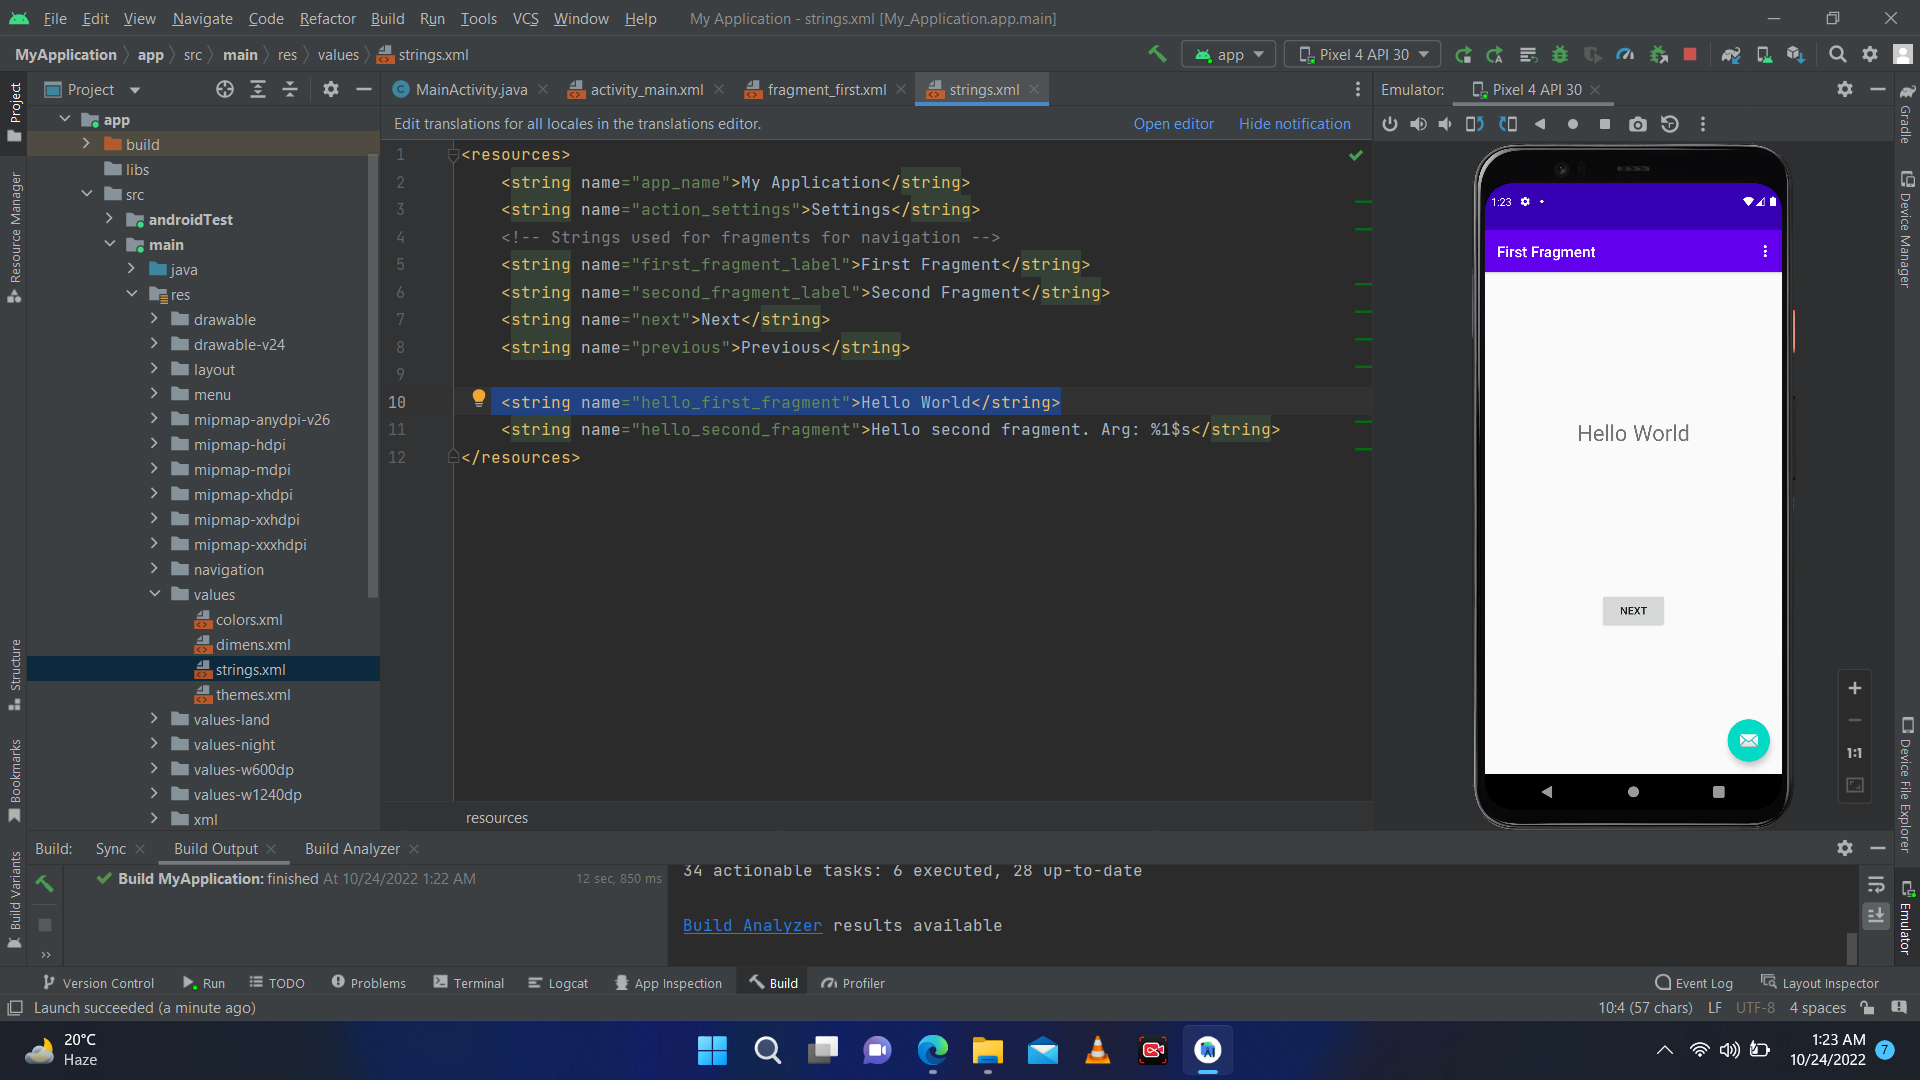 File Edit View Navigate Code Refactor Build Run Tools VCS Window Help My Application - strings.xml [My_Application.app.main]
MyApplication app src main res values strings.xml
app Pixel 4 API 30
Project
MainActivity.java activity_main.xml fragment_first.xml strings.xml
Emulator: Pixel 4 API 30
Edit translations for all locales in the translations editor. Open editor Hide notification
Project
Resource Manager
Structure
Bookmarks
Build Variants
app
build
libs
src
androidTest
main
java
res
drawable
drawable-v24
layout
menu
mipmap-anydpi-v26
mipmap-hdpi
mipmap-mdpi
mipmap-xhdpi
mipmap-xxhdpi
mipmap-xxxhdpi
navigation
values
colors.xml
dimens.xml
strings.xml
themes.xml
values-land
values-night
values-w600dp
values-w1240dp
xml
1 <resources>
2 <string name="app_name">My Application</string>
3 <string name="action_settings">Settings</string>
4 <!-- Strings used for fragments for navigation -->
5 <string name="first_fragment_label">First Fragment</string>
6 <string name="second_fragment_label">Second Fragment</string>
7 <string name="next">Next</string>
8 <string name="previous">Previous</string>
9
10 <string name="hello_first_fragment">Hello World</string>
11 <string name="hello_second_fragment">Hello second fragment. Arg: %1$s</string>
12 </resources>
resources
1:23
First Fragment
Hello World
NEXT
1:1
Gradle
Device Manager
Device File Explorer
Emulator
Build: Sync Build Output Build Analyzer
Build MyApplication: finished At 10/24/2022 1:22 AM 12 sec, 850 ms
34 actionable tasks: 6 executed, 28 up-to-date
Build Analyzer results available
Version Control Run TODO Problems Terminal Logcat App Inspection Build Profiler Event Log Layout Inspector
Launch succeeded (a minute ago) 10:4 (57 chars) LF UTF-8 4 spaces
20°C
Haze
1:23 AM
10/24/2022
7